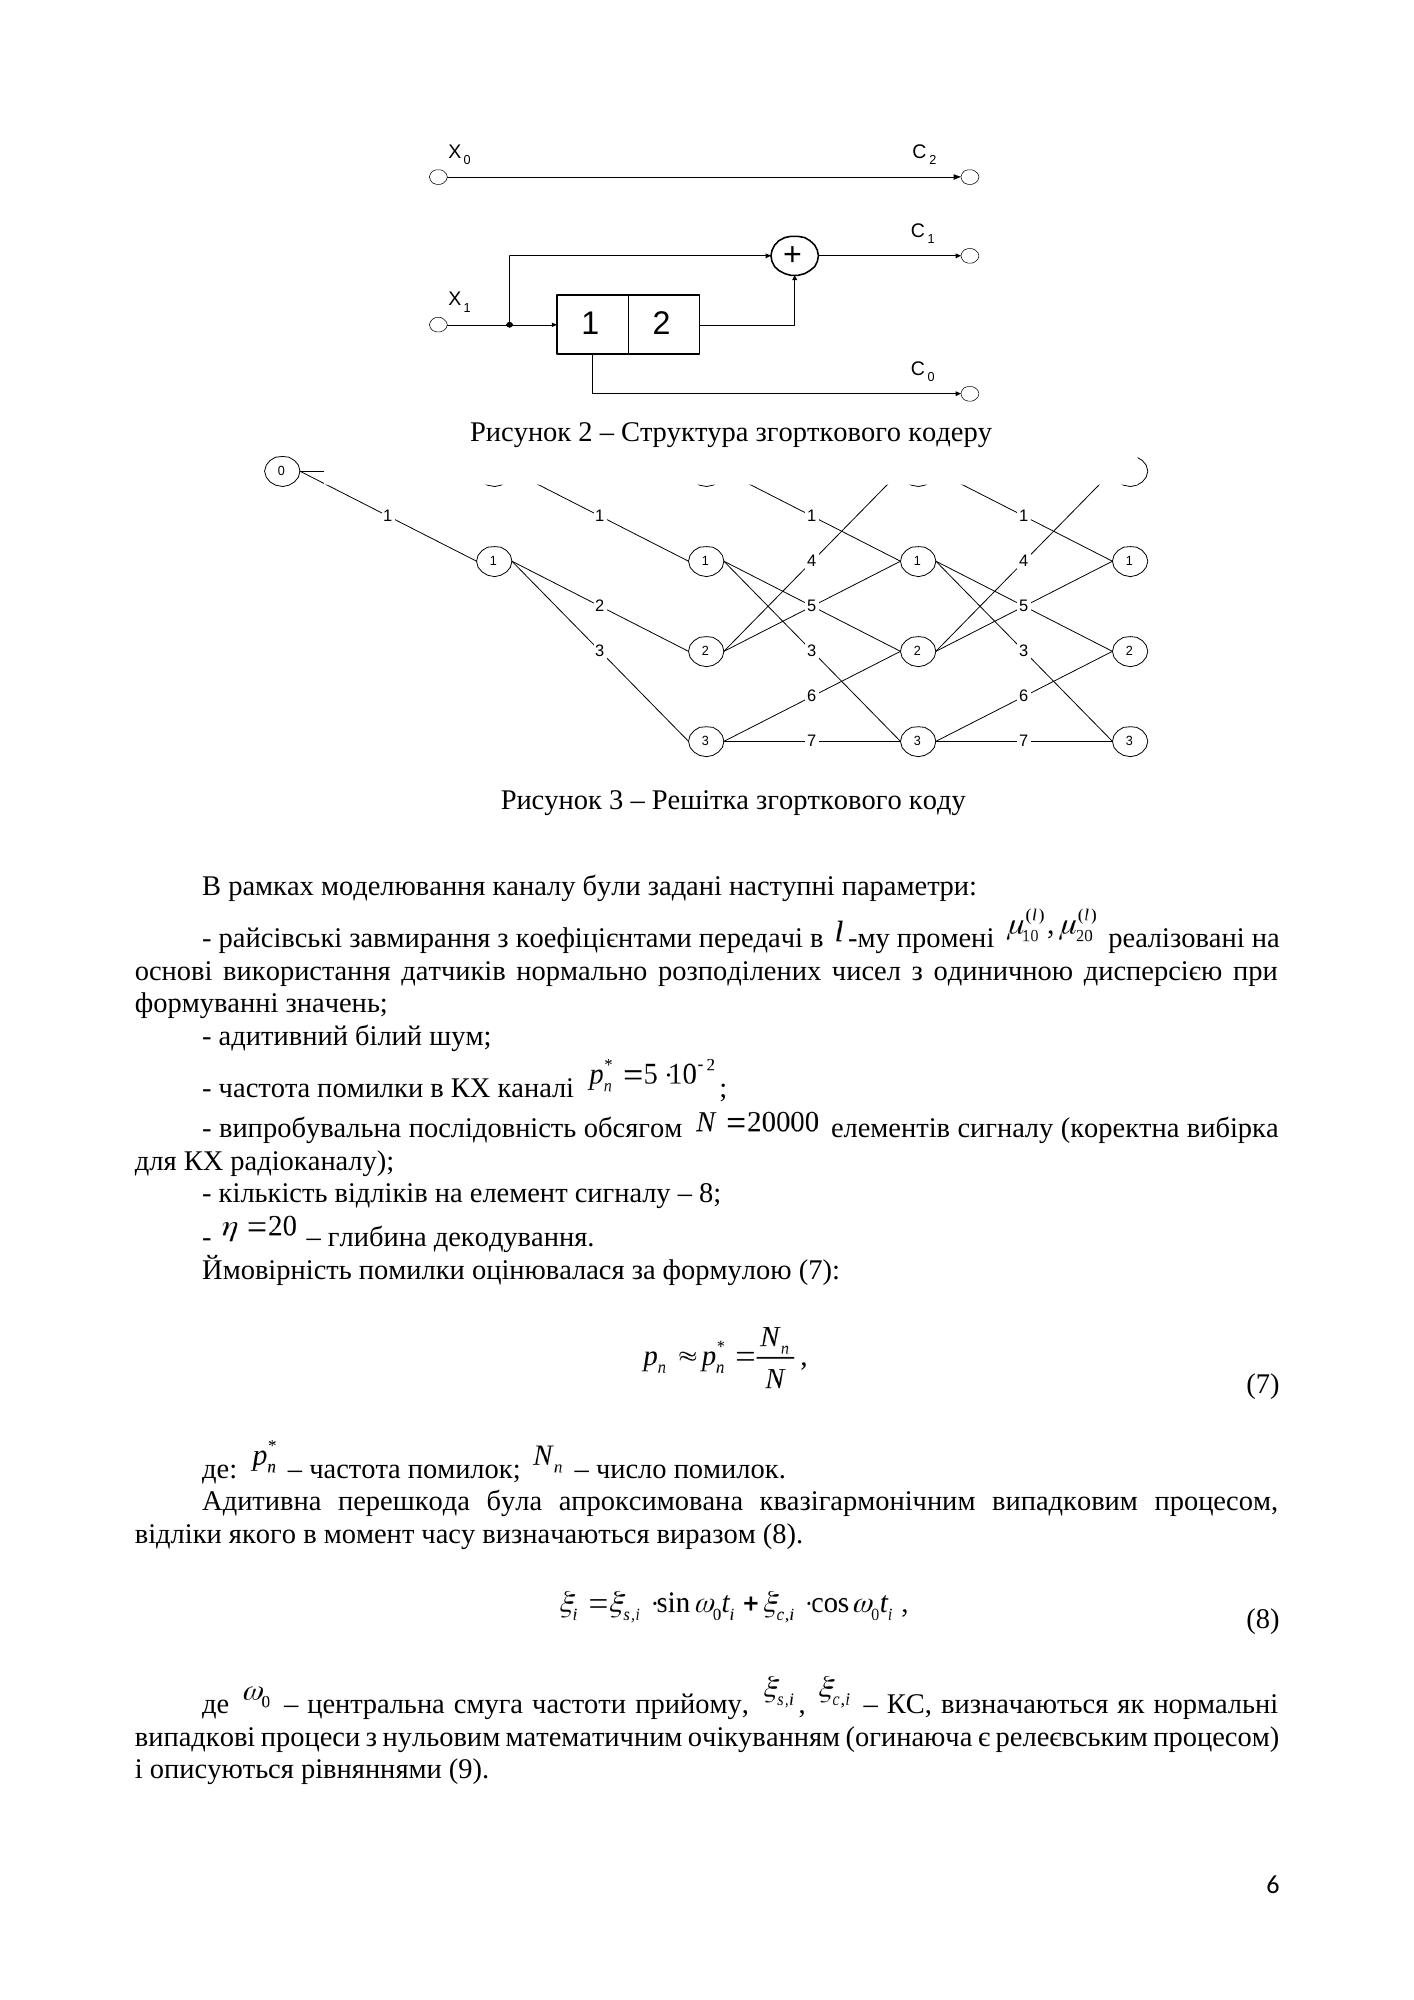 X0 C2
C1
+
X1
1 2
C0
Рисунок 2 – Структура згорткового кодеру
0
1 1 1 1
1 1 4 1 4 1
2 5 5
3 2 3 2 3 2
6 6
3 7 3 7 3
Рисунок 3 – Решітка згорткового коду
В рамках моделювання каналу були задані наступні параметри:
- райсівські завмирання з коефіцієнтами передачі в l -му промені μ₁₀⁽ˡ⁾, μ₂₀⁽ˡ⁾ реалізовані на
основі використання датчиків нормально розподілених чисел з одиничною дисперсією при
формуванні значень;
- адитивний білий шум;
- частота помилки в КХ каналі pₙ* =5·10⁻² ;
- випробувальна послідовність обсягом N =20000 елементів сигналу (коректна вибірка
для КХ радіоканалу);
- кількість відліків на елемент сигналу – 8;
- η =20 – глибина декодування.
Ймовірність помилки оцінювалася за формулою (7):
pₙ ≈ pₙ* = Nₙ / N , (7)
де: pₙ* – частота помилок; Nₙ – число помилок.
Адитивна перешкода була апроксимована квазігармонічним випадковим процесом,
відліки якого в момент часу визначаються виразом (8).
ξi = ξs,i ·sin ω₀ti + ξc,i ·cos ω₀ti , (8)
де ω₀ – центральна смуга частоти прийому, ξs,i , ξc,i – КС, визначаються як нормальні
випадкові процеси з нульовим математичним очікуванням (огинаюча є релеєвським процесом)
і описуються рівняннями (9).
6